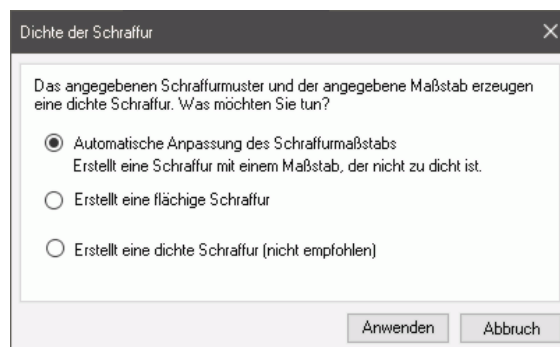 Dichte der Schraffur
Das angegebenen Schraffurmuster und der angegebene Maßstab erzeugen
eine dichte Schraffur. Was möchten Sie tun?
Automatische Anpassung des Schraffurmaßstabs
Erstellt eine Schraffur mit einem Maßstab, der nicht zu dicht ist.
Erstellt eine flächige Schraffur
Erstellt eine dichte Schraffur (nicht empfohlen)
Anwenden Abbruch